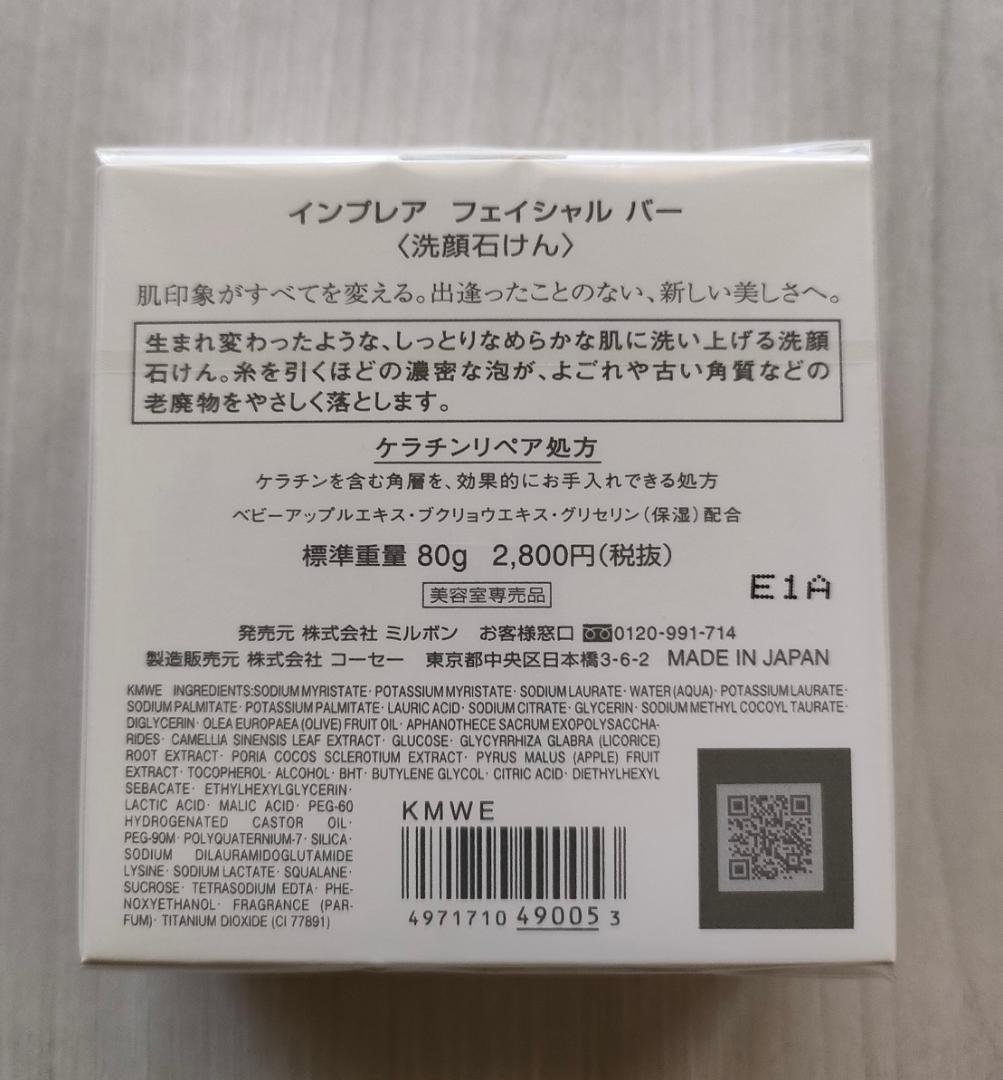 インプレア フェイシャル バー
〈洗顔石けん〉
肌印象がすべてを変える。出逢ったことのない、新しい美しさへ。
生まれ変わったような、しっとりなめらかな肌に洗い上げる洗顔
石けん。糸を引くほどの濃密な泡が、よごれや古い角質などの
老廃物をやさしく落とします。
ケラチンリペア処方
ケラチンを含む角層を、効果的にお手入れできる処方
ベビーアップルエキス・ブクリョウエキス・グリセリン(保湿)配合
標準重量 80g 2,800円(税抜)
E1A
美容室専売品
発売元 株式会社 ミルボン お客様窓口 0120-991-714
製造販売元 株式会社 コーセー 東京都中央区日本橋3-6-2 MADE IN JAPAN
KMWE INGREDIENTS:SODIUM MYRISTATE· POTASSIUM MYRISTATE· SODIUM LAURATE· WATER (AQUA)· POTASSIUM LAURATE·
SODIUM PALMITATE· POTASSIUM PALMITATE· LAURIC ACID· SODIUM CITRATE· GLYCERIN· SODIUM METHYL COCOYL TAURATE·
DIGLYCERIN· OLEA EUROPAEA (OLIVE) FRUIT OIL· APHANOTHECE SACRUM EXOPOLYSACCHA-
RIDES· CAMELLIA SINENSIS LEAF EXTRACT· GLUCOSE· GLYCYRRHIZA GLABRA (LICORICE)
ROOT EXTRACT· PORIA COCOS SCLEROTIUM EXTRACT· PYRUS MALUS (APPLE) FRUIT
EXTRACT· TOCOPHEROL· ALCOHOL· BHT· BUTYLENE GLYCOL· CITRIC ACID· DIETHYLHEXYL
SEBACATE· ETHYLHEXYLGLYCERIN·
LACTIC ACID· MALIC ACID· PEG-60
HYDROGENATED CASTOR OIL·
PEG-90M· POLYQUATERNIUM-7· SILICA·
SODIUM DILAURAMIDOGLUTAMIDE
LYSINE· SODIUM LACTATE· SQUALANE·
SUCROSE· TETRASODIUM EDTA· PHE-
NOXYETHANOL· FRAGRANCE (PAR-
FUM)· TITANIUM DIOXIDE (CI 77891)
KMWE
4971710 49005 3